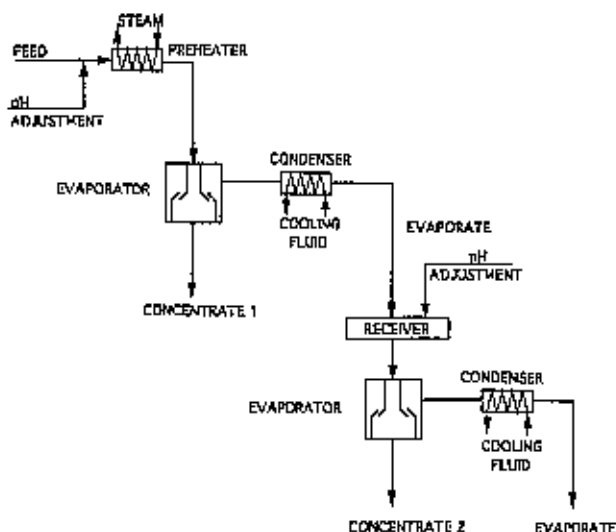 STEAM
FEED
PREHEATER
pH
ADJUSTMENT
CONDENSER
EVAPORATOR
COOLING
FLUID
EVAPORATE
pH
ADJUSTMENT
CONCENTRATE 1
RECEIVER
CONDENSER
EVAPORATOR
COOLING
FLUID
CONCENTRATE 2
EVAPORATE